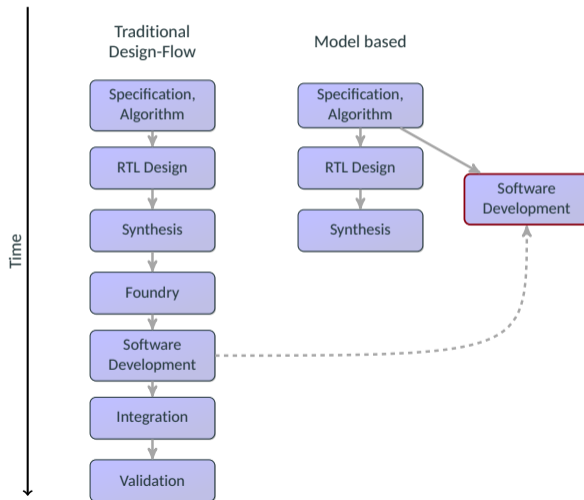 Traditional
Design-Flow
Specification,
Algorithm
RTL Design
Synthesis
Foundry
Software
Development
Integration
Validation
Model based
Specification,
Algorithm
RTL Design
Synthesis
Software
Development
Time